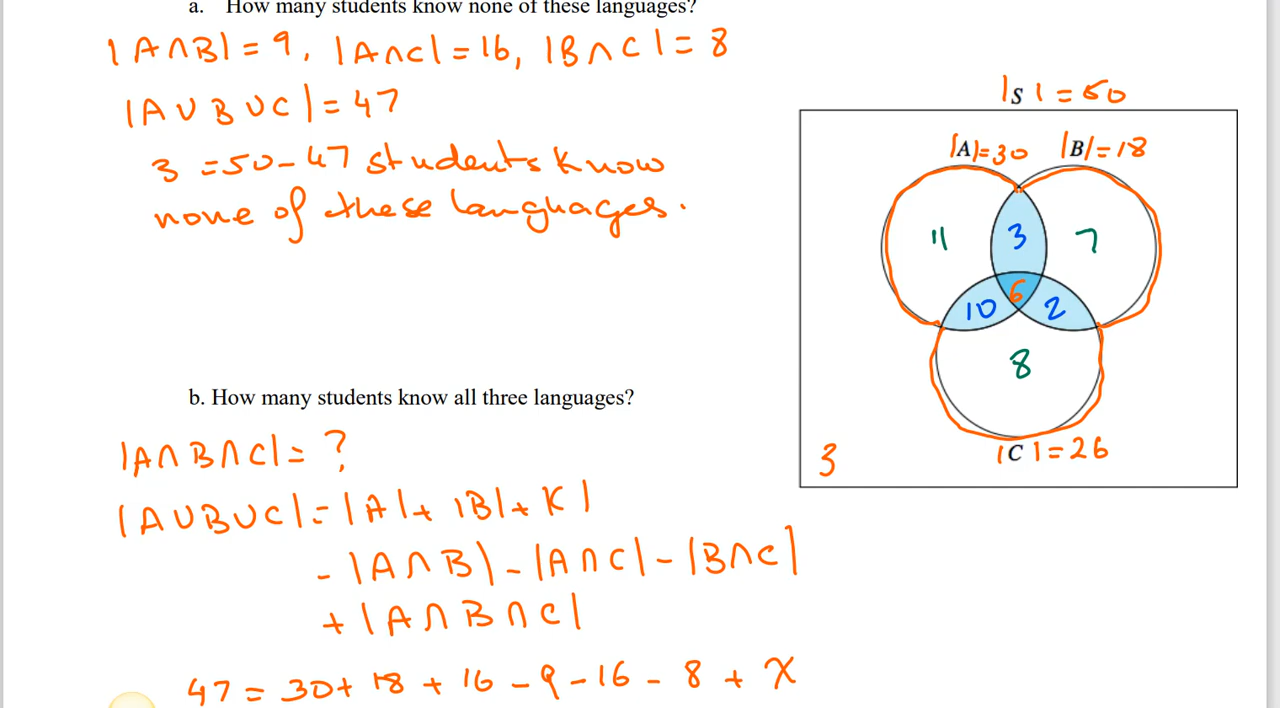 a. How many students know none of these languages?
|A∩B| = 9, |A∩C| = 16, |B∩C| = 8
|A∪B∪C| = 47
3 = 50 - 47 students know
none of these languages.
|S| = 50
|A| = 30 |B| = 18
11 3 7
6
10 2
8
3
|C| = 26
b. How many students know all three languages?
|A∩B∩C| = ?
|A∪B∪C| = |A| + |B| + |C|
- |A∩B| - |A∩C| - |B∩C|
+ |A∩B∩C|
47 = 30 + 18 + 16 - 9 - 16 - 8 + x